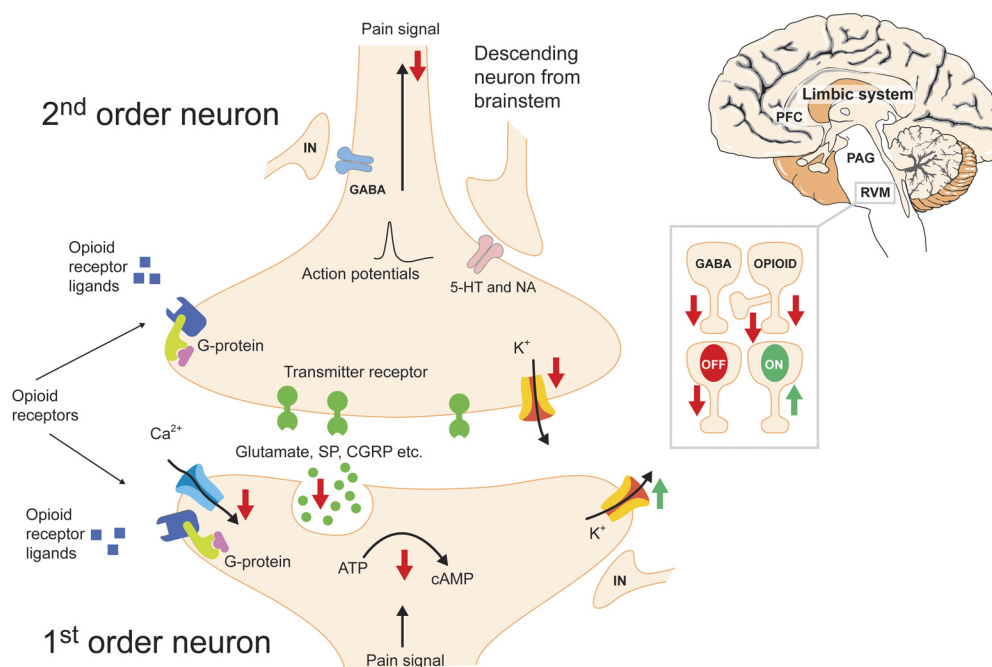 Pain signal
Descending
neuron from
brainstem
2nd order neuron
IN
GABA
Action potentials
5-HT and NA
Opioid
receptor
ligands
G-protein
Opioid
receptors
Transmitter receptor
K+
Ca2+
Glutamate, SP, CGRP etc.
Opioid
receptor
ligands
G-protein
ATP
cAMP
K+
IN
1st order neuron
Pain signal
Limbic system
PFC
PAG
RVM
GABA
OPIOID
OFF
ON